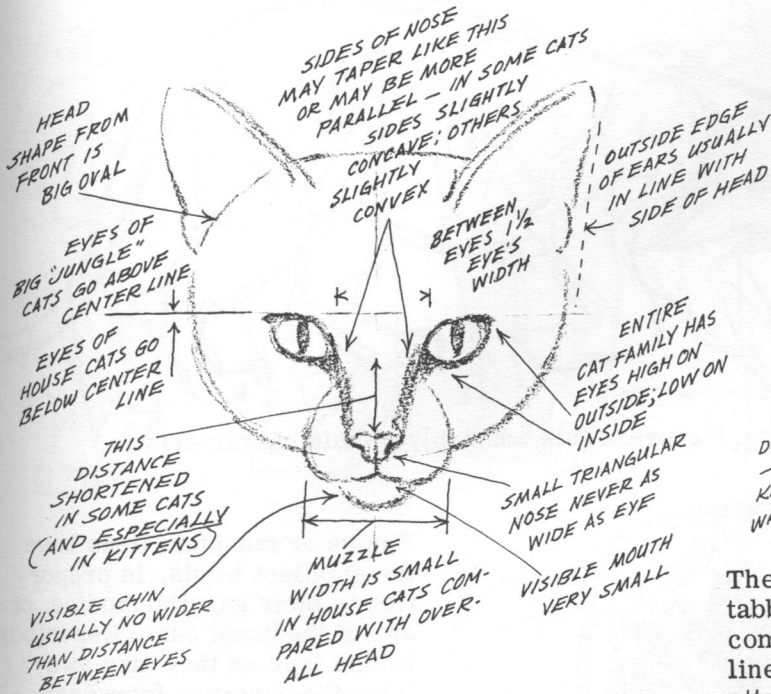 SIDES OF NOSE
MAY TAPER LIKE THIS
OR MAY BE MORE
PARALLEL — IN SOME CATS
SIDES SLIGHTLY
CONCAVE; OTHERS
SLIGHTLY
CONVEX
HEAD
SHAPE FROM
FRONT IS
BIG OVAL
OUTSIDE EDGE
OF EARS USUALLY
IN LINE WITH
SIDE OF HEAD
BETWEEN
EYES 1½
EYE'S
WIDTH
EYES OF
BIG "JUNGLE"
CATS GO ABOVE
CENTER LINE
EYES OF
HOUSE CATS GO
BELOW CENTER
LINE
ENTIRE
CAT FAMILY HAS
EYES HIGH ON
OUTSIDE; LOW ON
INSIDE
THIS
DISTANCE
SHORTENED
IN SOME CATS
(AND ESPECIALLY
IN KITTENS)
SMALL TRIANGULAR
NOSE NEVER AS
WIDE AS EYE
VISIBLE MOUTH
VERY SMALL
MUZZLE
WIDTH IS SMALL
IN HOUSE CATS COM-
PARED WITH OVER-
ALL HEAD
VISIBLE CHIN
USUALLY NO WIDER
THAN DISTANCE
BETWEEN EYES
The
tabb
com
line